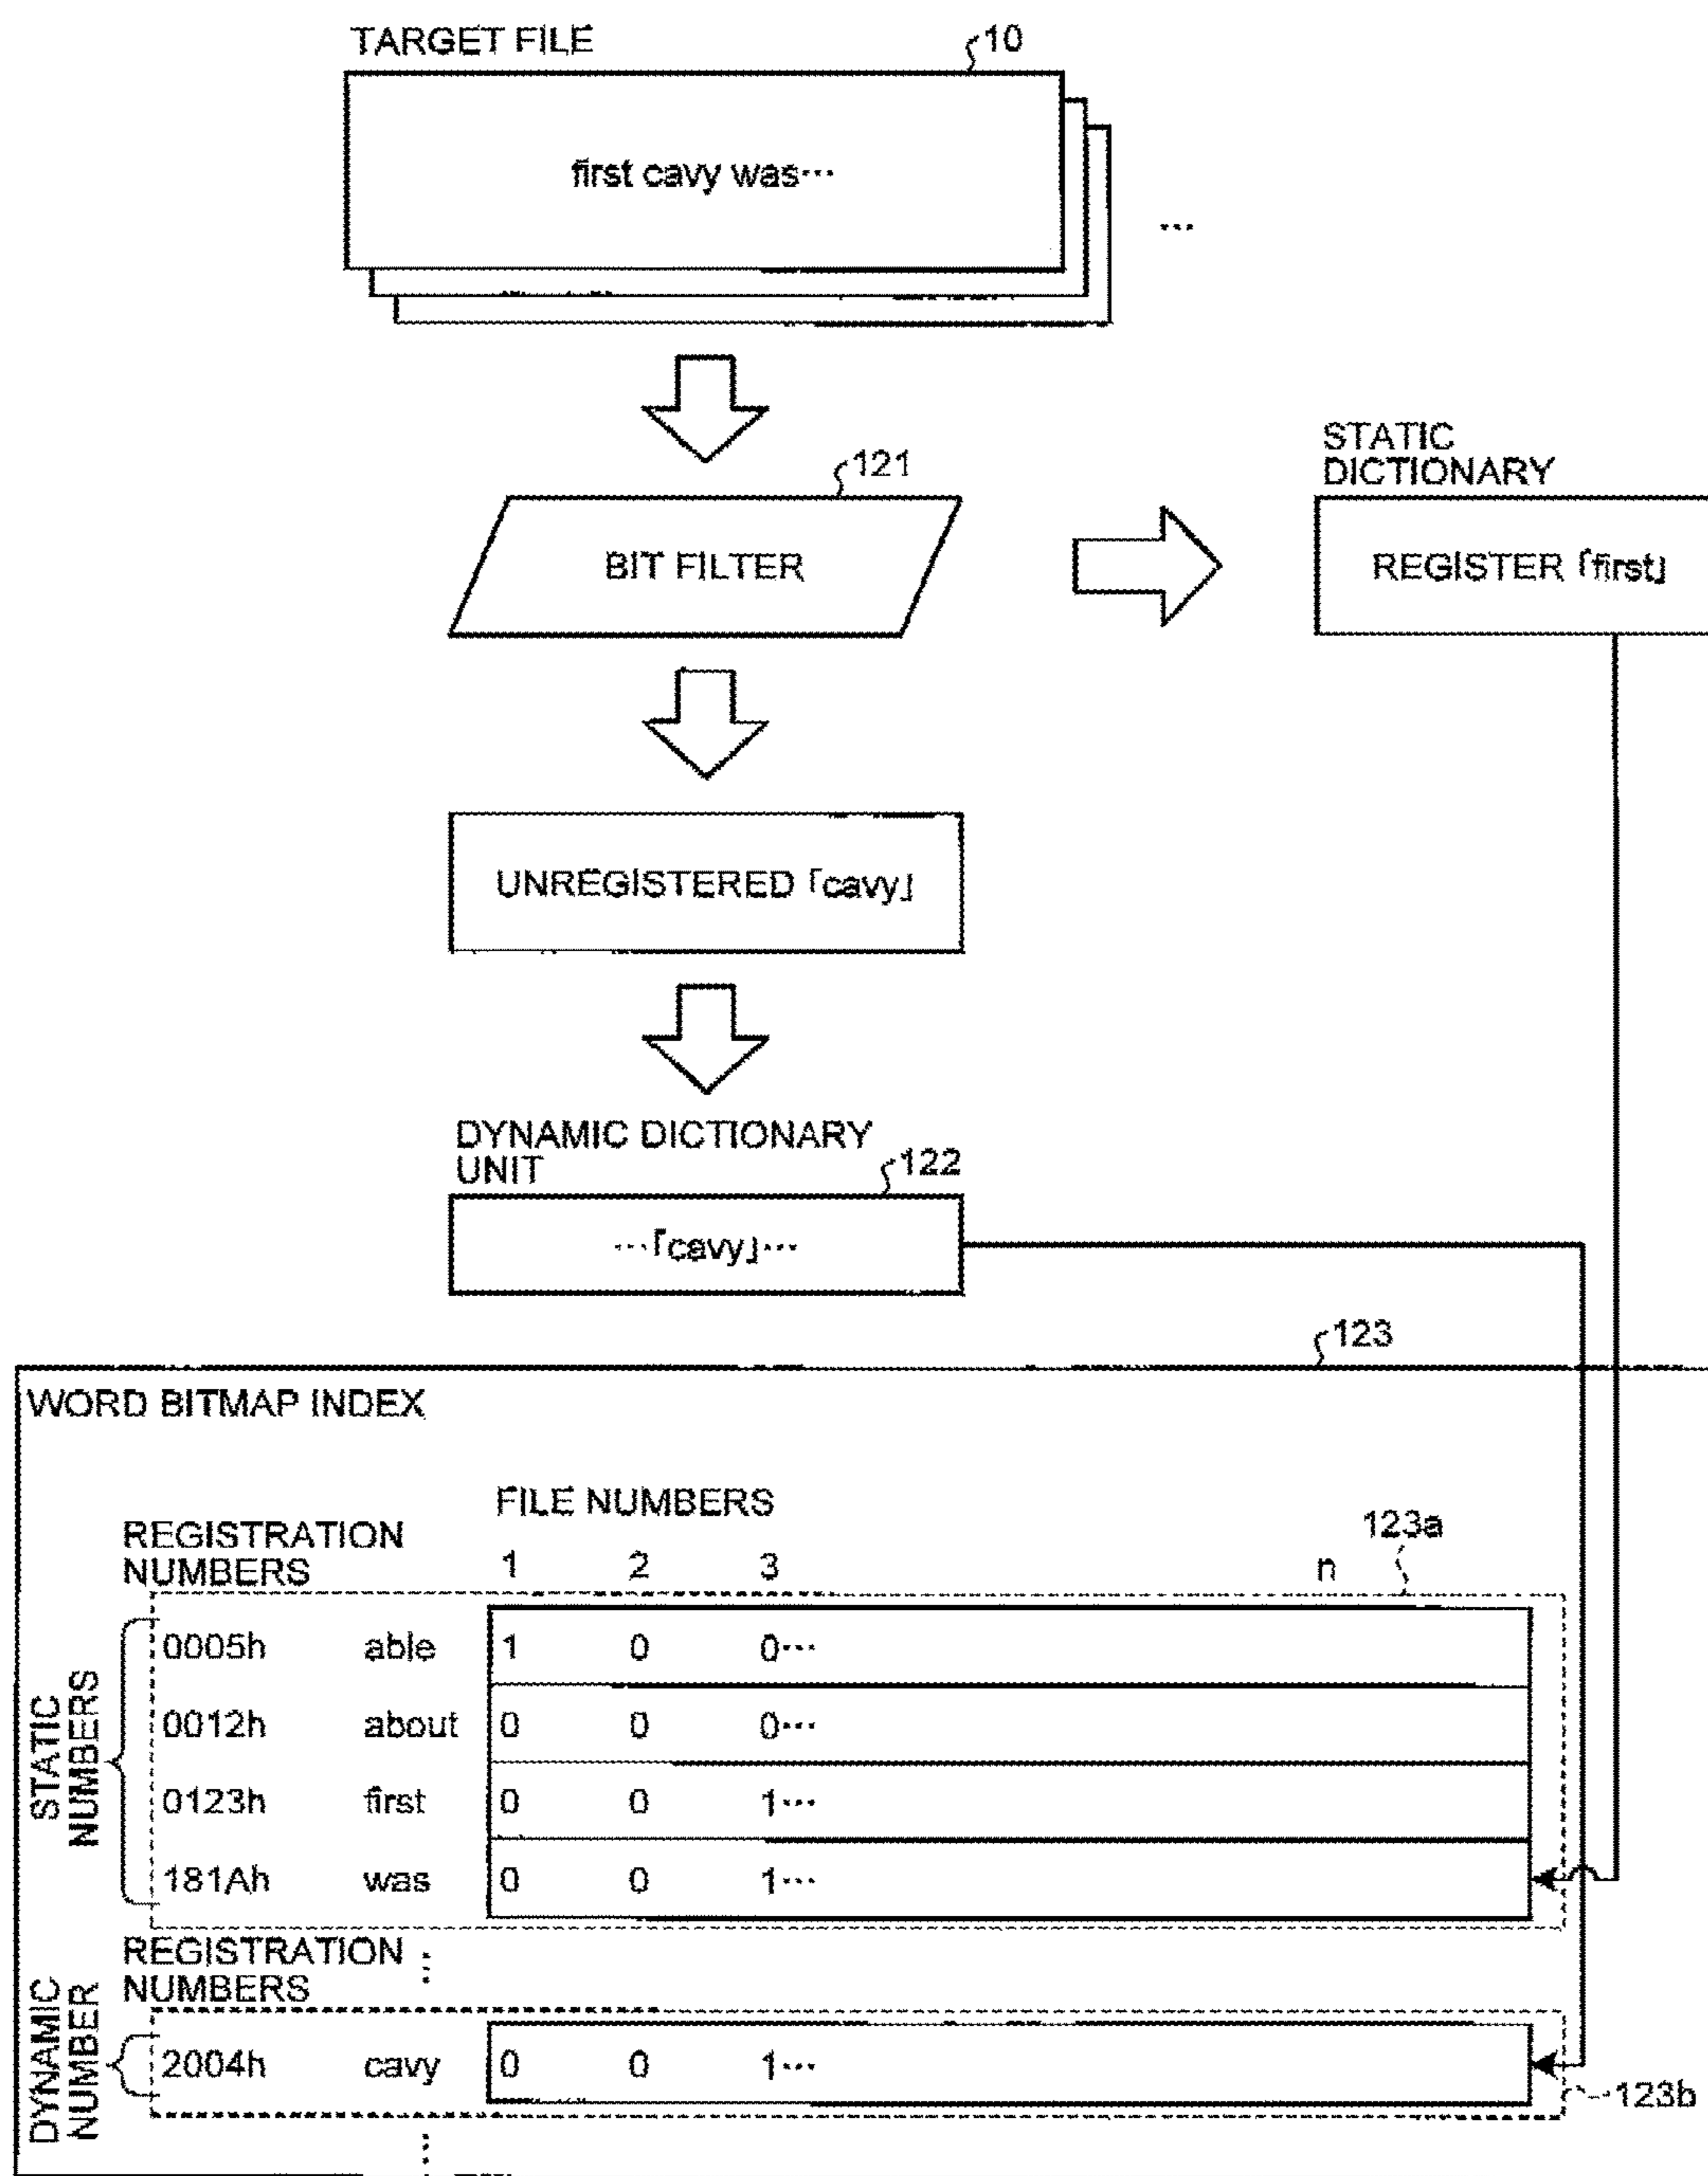 TARGET FILE
10
first cavy was…
…
121
BIT FILTER
STATIC
DICTIONARY
REGISTER ｢first｣
UNREGISTERED ｢cavy｣
DYNAMIC DICTIONARY
UNIT
122
…｢cavy｣…
123
WORD BITMAP INDEX
FILE NUMBERS
REGISTRATION
NUMBERS
1 2 3 n
123a
STATIC
NUMBERS
0005h able 1 0 0…
0012h about 0 0 0…
0123h first 0 0 1…
181Ah was 0 0 1…
REGISTRATION
NUMBERS
DYNAMIC
NUMBER
2004h cavy 0 0 1…
123b